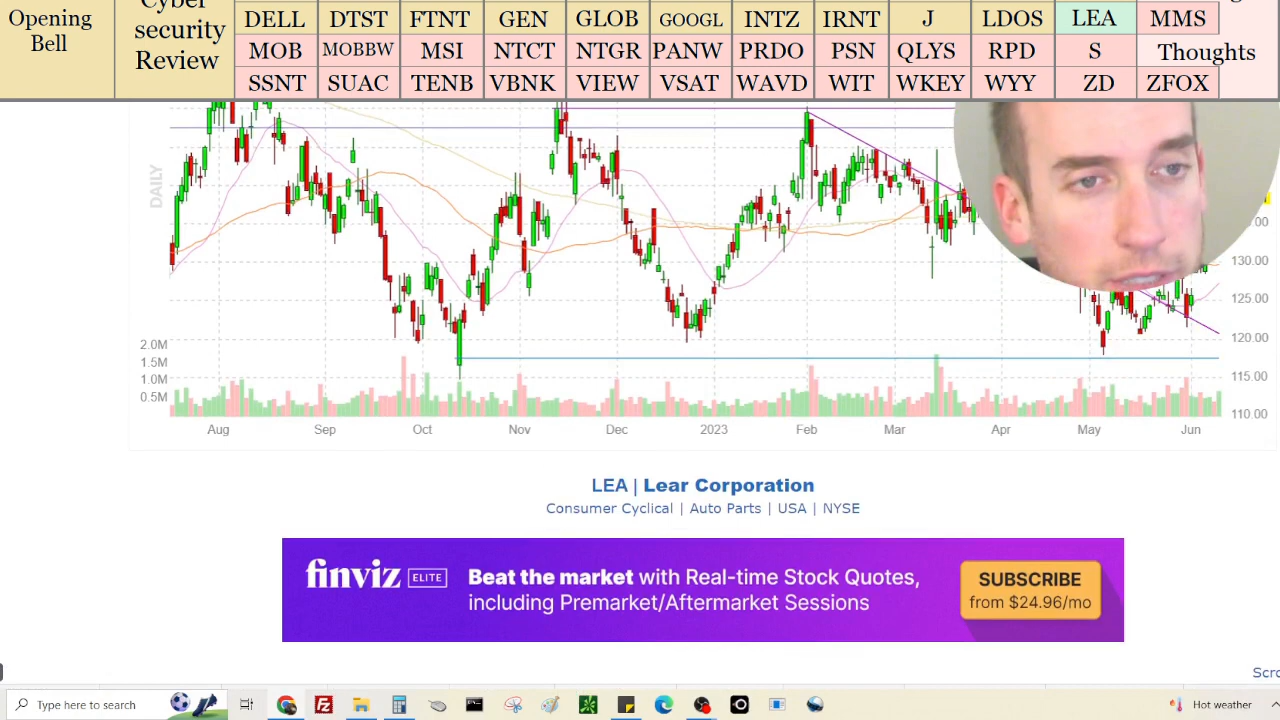 Opening
Bell
Cyber
security
Review
DELL DTST FTNT GEN GLOB GOOGL INTZ IRNT J LDOS LEA MMS
MOB MOBBW MSI NTCT NTGR PANW PRDO PSN QLYS RPD S Thoughts
SSNT SUAC TENB VBNK VIEW VSAT WAVD WIT WKEY WYY ZD ZFOX
DAILY
130.00
125.00
120.00
115.00
110.00
2.0M
1.5M
1.0M
0.5M
Aug Sep Oct Nov Dec 2023 Feb Mar Apr May Jun
LEA | Lear Corporation
Consumer Cyclical | Auto Parts | USA | NYSE
finviz ELITE
Beat the market with Real-time Stock Quotes,
including Premarket/Aftermarket Sessions
SUBSCRIBE
from $24.96/mo
Type here to search
Hot weather